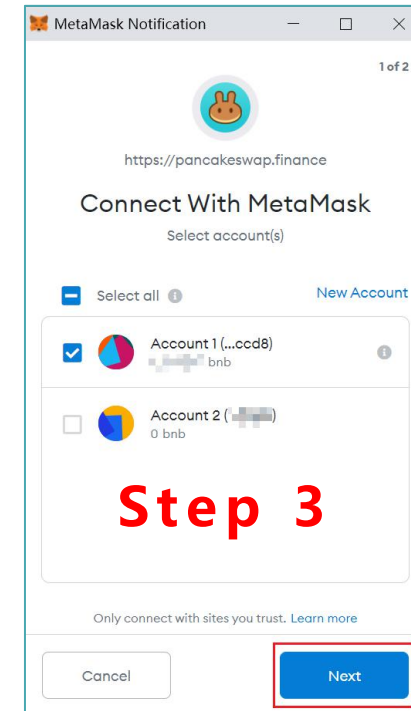 MetaMask Notification
1 of 2
https://pancakeswap.finance
Connect With MetaMask
Select account(s)
Select all
New Account
Account 1 (...ccd8)
bnb
Account 2 ( )
0 bnb
Step 3
Only connect with sites you trust. Learn more
Cancel
Next